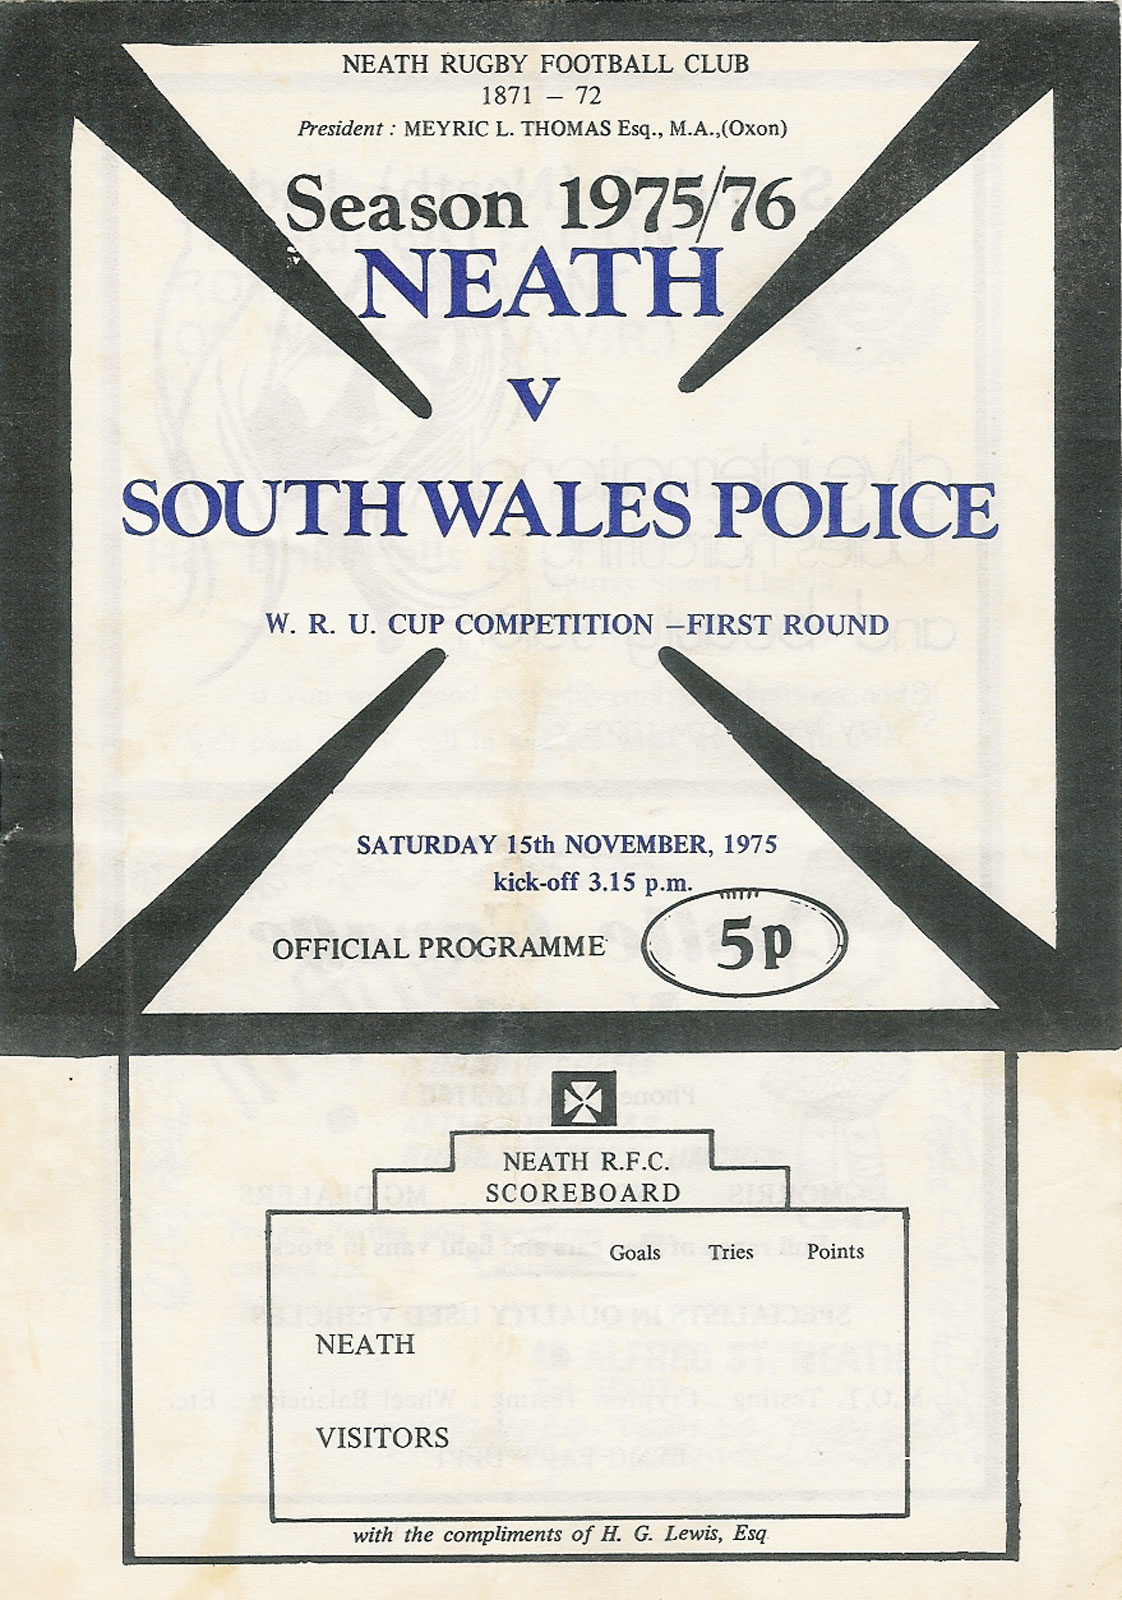 NEATH RUGBY FOOTBALL CLUB
1871 – 72
President : MEYRIC L. THOMAS Esq., M.A.,(Oxon)
Season 1975/76
NEATH
v
SOUTH WALES POLICE
W. R. U. CUP COMPETITION –FIRST ROUND
SATURDAY 15th NOVEMBER, 1975
kick-off 3.15 p.m.
OFFICIAL PROGRAMME 5p
NEATH R.F.C.
SCOREBOARD
Goals Tries Points
NEATH
VISITORS
with the compliments of H. G. Lewis, Esq